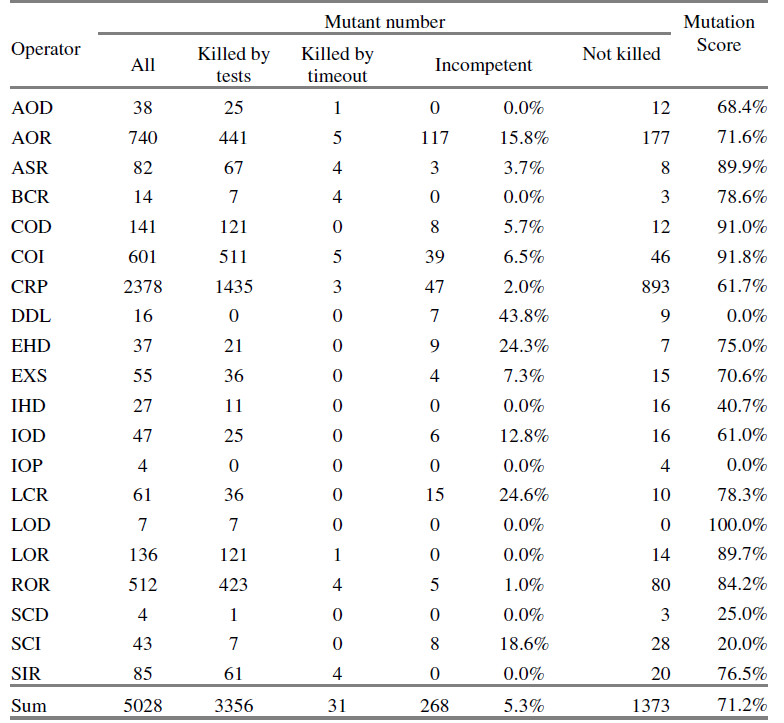 Mutant number Mutation
Operator All Killed by tests Killed by timeout Incompetent Not killed Score
AOD 38 25 1 0 0.0% 12 68.4%
AOR 740 441 5 117 15.8% 177 71.6%
ASR 82 67 4 3 3.7% 8 89.9%
BCR 14 7 4 0 0.0% 3 78.6%
COD 141 121 0 8 5.7% 12 91.0%
COI 601 511 5 39 6.5% 46 91.8%
CRP 2378 1435 3 47 2.0% 893 61.7%
DDL 16 0 0 7 43.8% 9 0.0%
EHD 37 21 0 9 24.3% 7 75.0%
EXS 55 36 0 4 7.3% 15 70.6%
IHD 27 11 0 0 0.0% 16 40.7%
IOD 47 25 0 6 12.8% 16 61.0%
IOP 4 0 0 0 0.0% 4 0.0%
LCR 61 36 0 15 24.6% 10 78.3%
LOD 7 7 0 0 0.0% 0 100.0%
LOR 136 121 1 0 0.0% 14 89.7%
ROR 512 423 4 5 1.0% 80 84.2%
SCD 4 1 0 0 0.0% 3 25.0%
SCI 43 7 0 8 18.6% 28 20.0%
SIR 85 61 4 0 0.0% 20 76.5%
Sum 5028 3356 31 268 5.3% 1373 71.2%